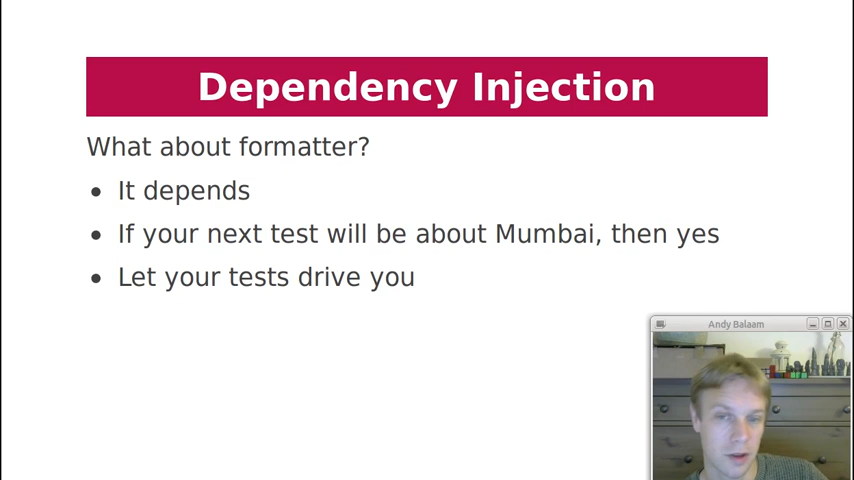 Dependency Injection
What about formatter?
• It depends
• If your next test will be about Mumbai, then yes
• Let your tests drive you
Andy Balaam